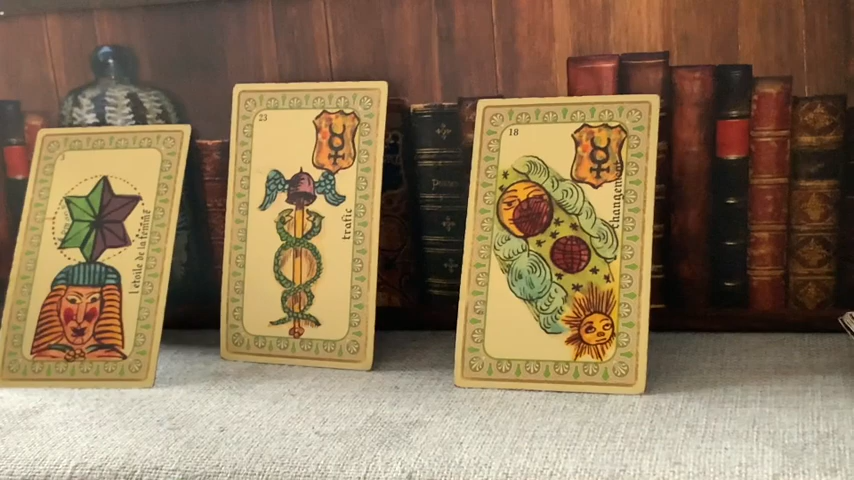 l'étoile de la femme
23
trafic
18
changement